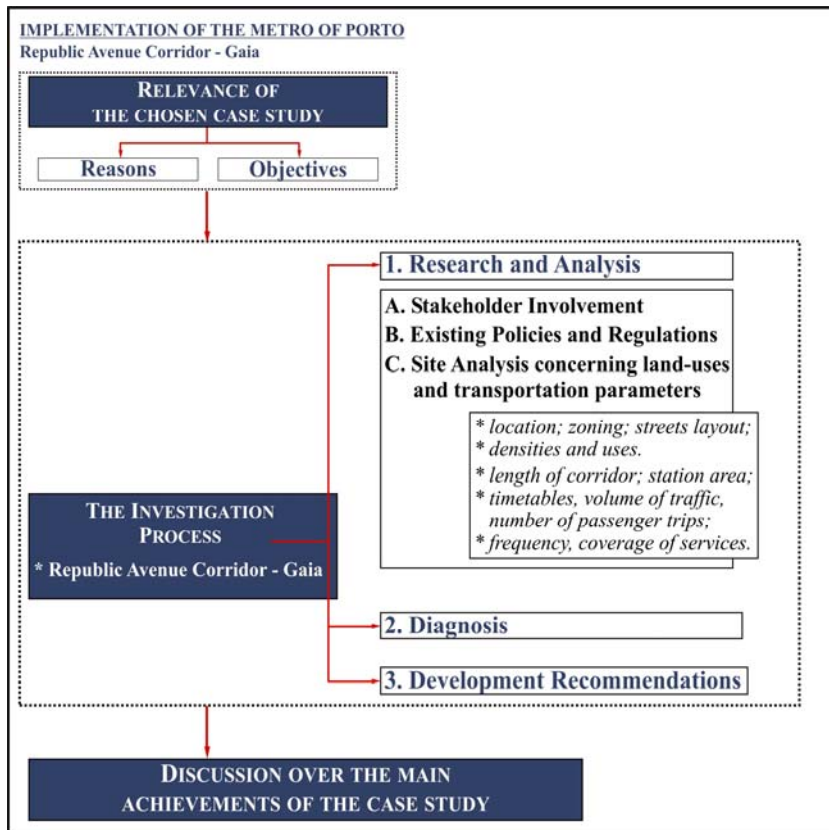 IMPLEMENTATION OF THE METRO OF PORTO
Republic Avenue Corridor - Gaia
RELEVANCE OF
THE CHOSEN CASE STUDY
Reasons
Objectives
1. Research and Analysis
A. Stakeholder Involvement
B. Existing Policies and Regulations
C. Site Analysis concerning land-uses
and transportation parameters
* location; zoning; streets layout;
* densities and uses.
* length of corridor; station area;
* timetables, volume of traffic,
number of passenger trips;
* frequency, coverage of services.
THE INVESTIGATION
PROCESS
* Republic Avenue Corridor - Gaia
2. Diagnosis
3. Development Recommendations
DISCUSSION OVER THE MAIN
ACHIEVEMENTS OF THE CASE STUDY